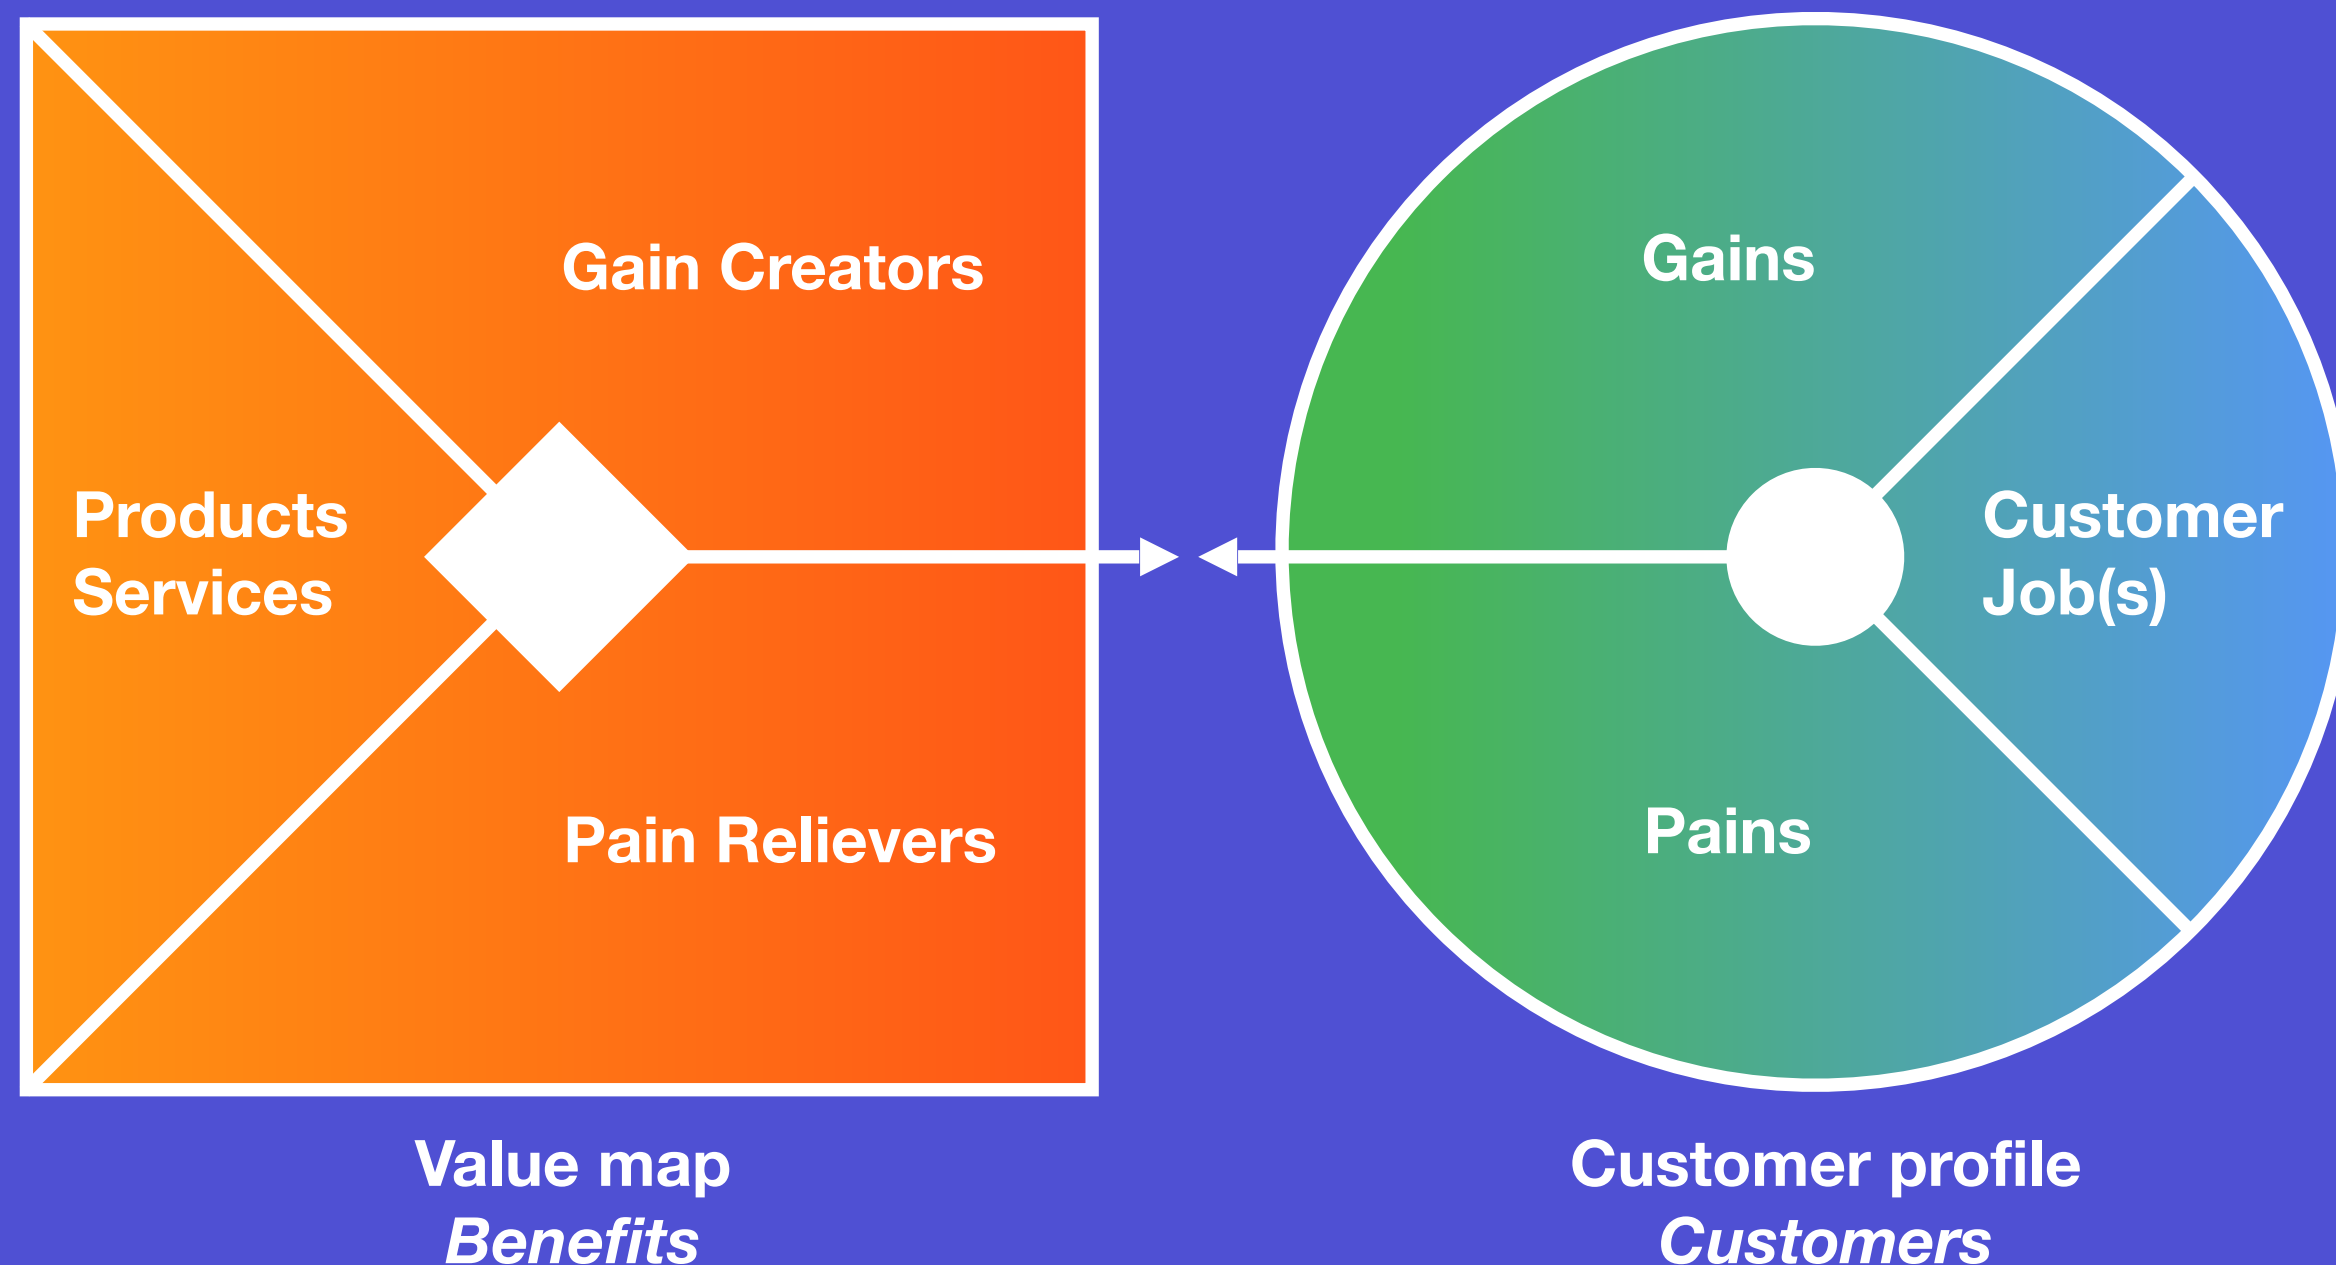 Gain Creators
Products
Services
Pain Relievers
Value map
Benefits
Gains
Customer
Job(s)
Pains
Customer profile
Customers